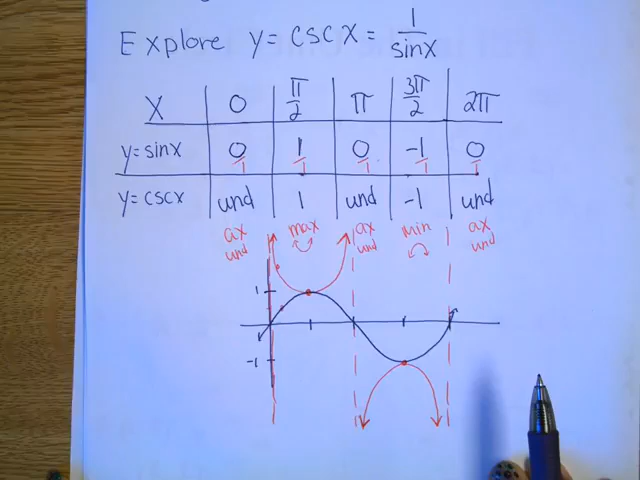 Explore y = csc x = 1/sinx
x 0 π/2 π 3π/2 2π
y=sinx 0/1 1/1 0/1 -1/1 0/1
y=cscx und 1 und -1 und
ax max ax min ax
und und und
1
-1